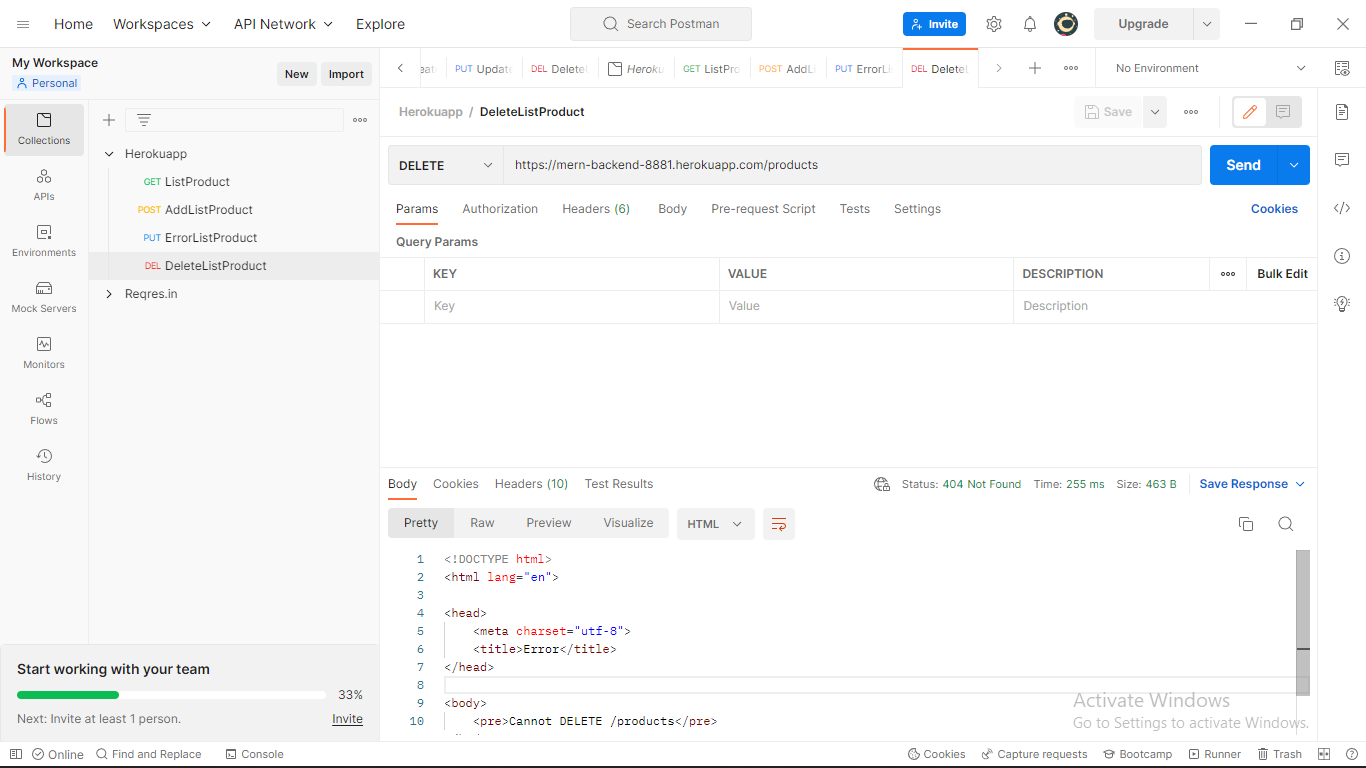 Home Workspaces API Network Explore Search Postman Invite Upgrade
My Workspace
Personal
New Import
PUT Update DEL Delete Heroku GET ListPro POST AddLi PUT ErrorLi DEL Delete No Environment
Collections
APIs
Environments
Mock Servers
Monitors
Flows
History
Herokuapp
GET ListProduct
POST AddListProduct
PUT ErrorListProduct
DEL DeleteListProduct
Reqres.in
Herokuapp / DeleteListProduct Save
DELETE https://mern-backend-8881.herokuapp.com/products Send
Params Authorization Headers (6) Body Pre-request Script Tests Settings Cookies
Query Params
KEY VALUE DESCRIPTION Bulk Edit
Key Value Description
Body Cookies Headers (10) Test Results Status: 404 Not Found Time: 255 ms Size: 463 B Save Response
Pretty Raw Preview Visualize HTML
1 <!DOCTYPE html>
2 <html lang="en">
3
4 <head>
5 <meta charset="utf-8">
6 <title>Error</title>
7 </head>
8
9 <body>
10 <pre>Cannot DELETE /products</pre>
Start working with your team
33%
Next: Invite at least 1 person. Invite
Activate Windows
Go to Settings to activate Windows.
Online Find and Replace Console Cookies Capture requests Bootcamp Runner Trash